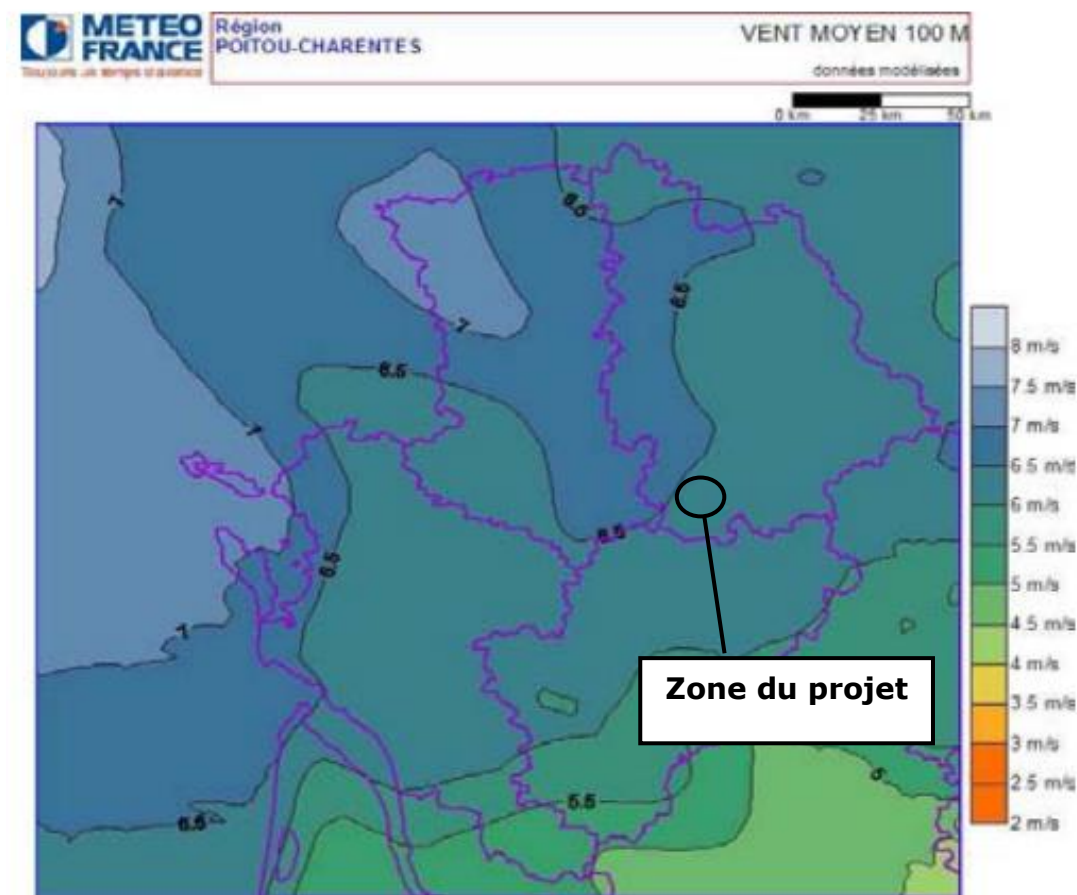 METEO
FRANCE
Toujours un temps d'avance
Région
POITOU-CHARENTES
VENT MOYEN 100 M
données modélisées
0 km 25 km 50 km
7
6.5
6.5
7
6.5
7
6.5
6.5
7
6.5
5.5
5
Zone du projet
8 m/s
7.5 m/s
7 m/s
6.5 m/s
6 m/s
5.5 m/s
5 m/s
4.5 m/s
4 m/s
3.5 m/s
3 m/s
2.5 m/s
2 m/s